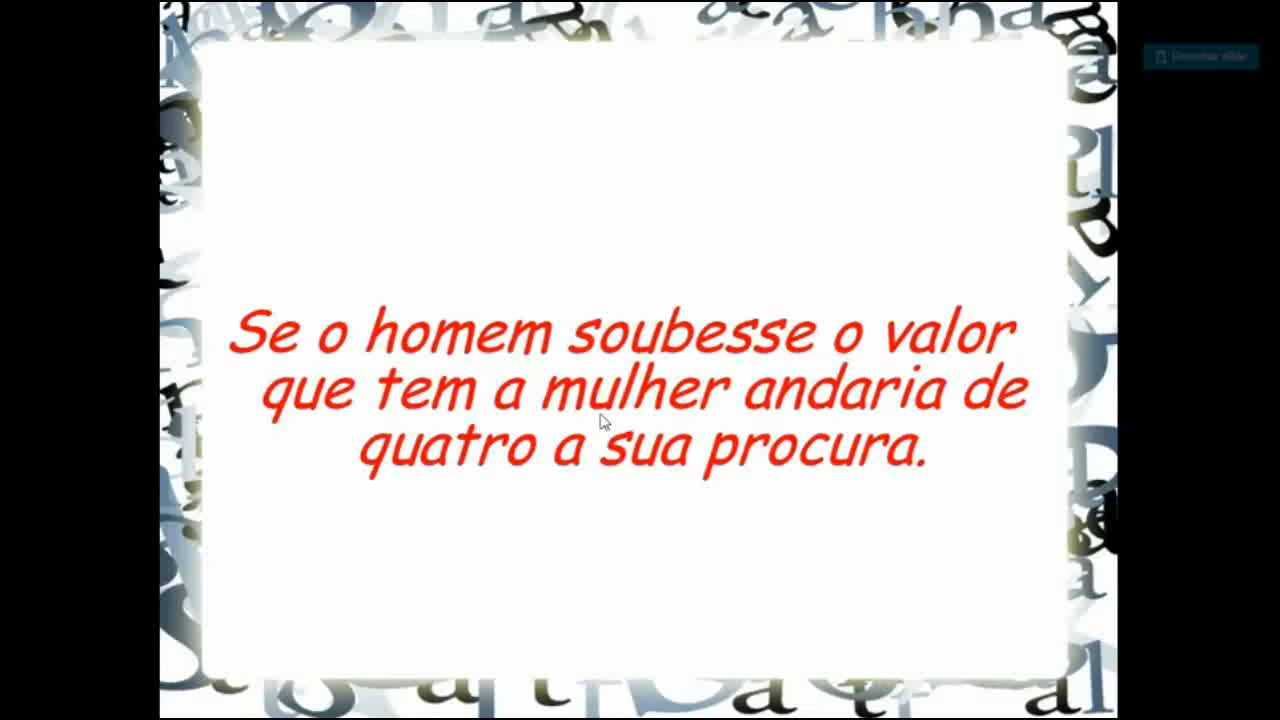 Se o homem soubesse o valor
que tem a mulher andaria de
quatro a sua procura.